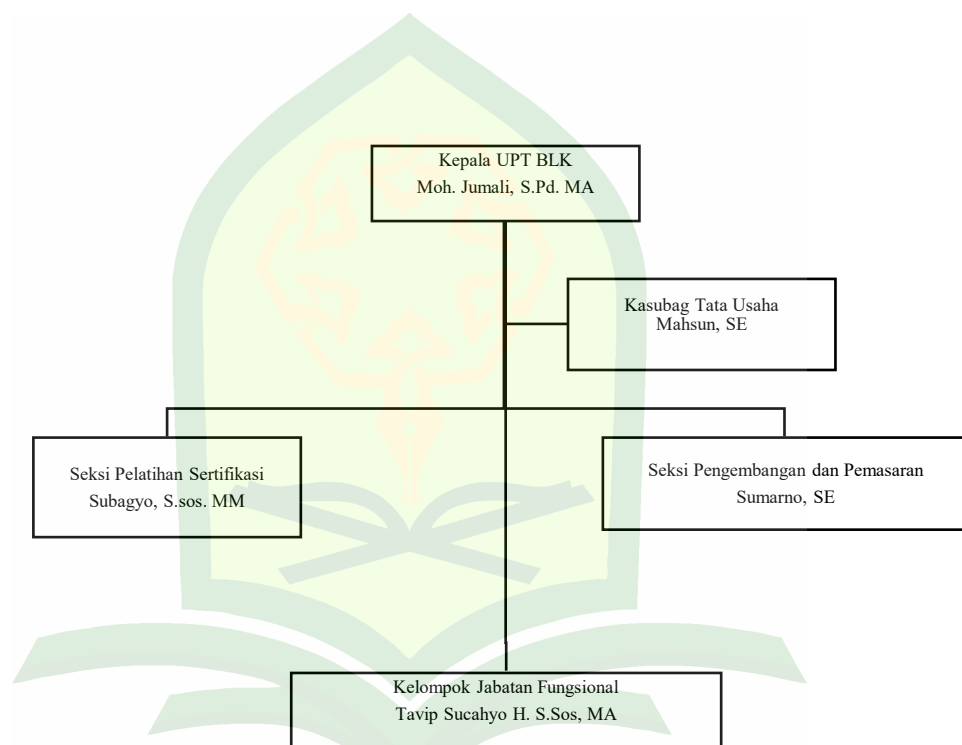 Kepala UPT BLK
Moh. Jumali, S.Pd. MA
Kasubag Tata Usaha
Mahsun, SE
Seksi Pelatihan Sertifikasi
Subagyo, S.sos. MM
Seksi Pengembangan dan Pemasaran
Sumarno, SE
Kelompok Jabatan Fungsional
Tavip Sucahyo H. S.Sos, MA